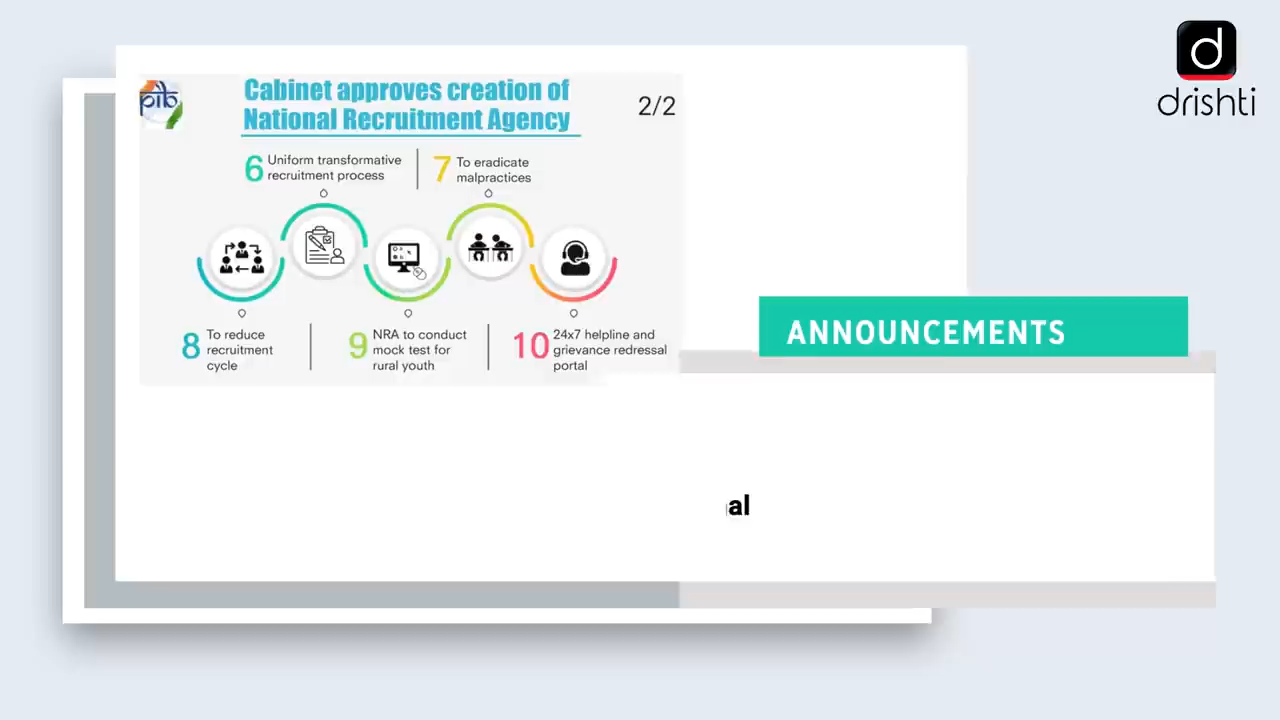 pib
Cabinet approves creation of
National Recruitment Agency
2/2
6 Uniform transformative
recruitment process
7 To eradicate
malpractices
8 To reduce
recruitment
cycle
9 NRA to conduct
mock test for
rural youth
10 24x7 helpline and
grievance redressal
portal
d
drishti
ANNOUNCEMENTS
al